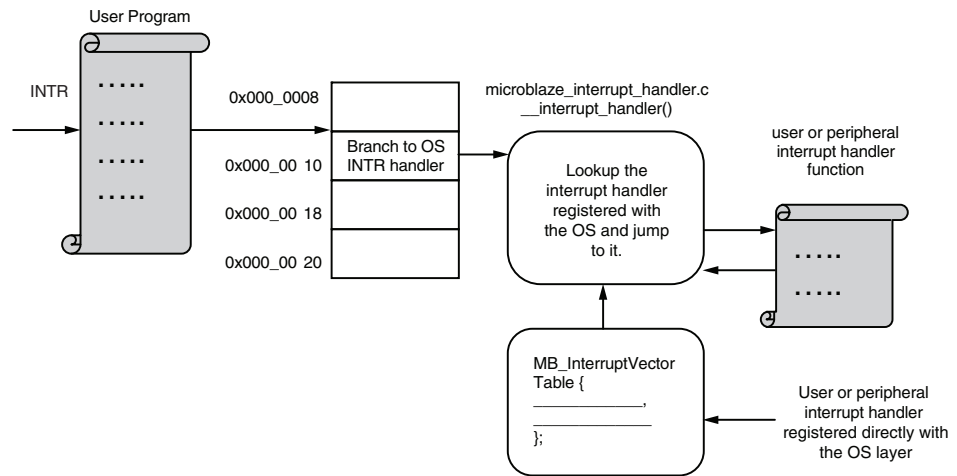 User Program
INTR
.....
.....
.....
.....
0x000_0008
0x000_00 10
0x000_00 18
0x000_00 20
Branch to OS
INTR handler
microblaze_interrupt_handler.c
__interrupt_handler()
Lookup the
interrupt handler
registered with
the OS and jump
to it.
user or peripheral
interrupt handler
function
.....
.....
MB_InterruptVector
Table {
_____________,
______________
};
User or peripheral
interrupt handler
registered directly with
the OS layer